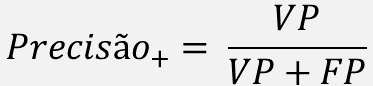 Precisão₊ = VP / (VP + FP)